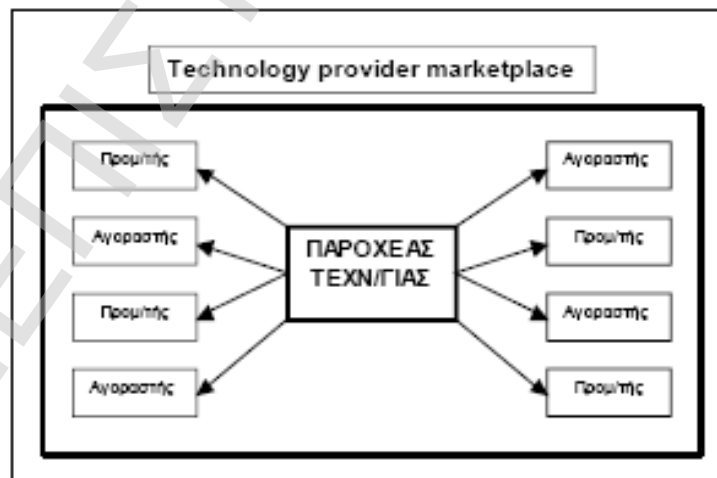 Technology provider marketplace
Προμ/τής
Αγοραστής
Αγοραστής
Προμ/τής
ΠΑΡΟΧΕΑΣ
ΤΕΧΝ/ΓΙΑΣ
Προμ/τής
Αγοραστής
Αγοραστής
Προμ/τής